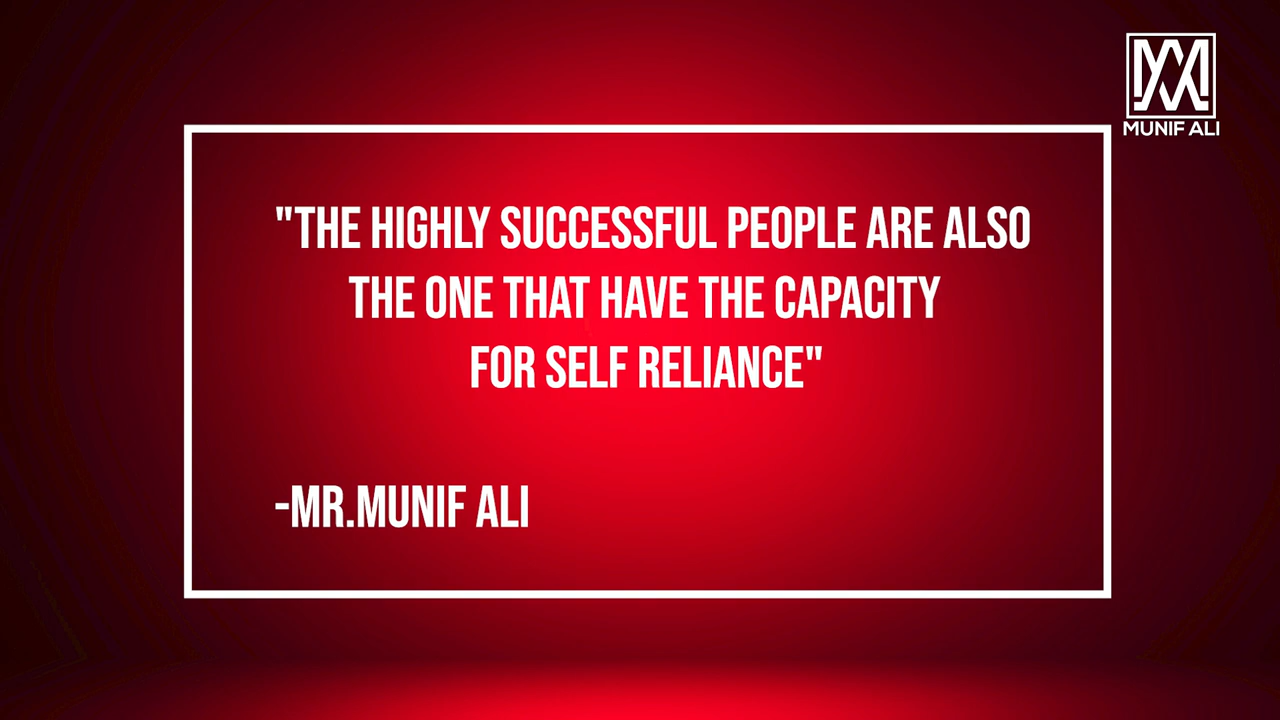 MUNIF ALI
"THE HIGHLY SUCCESSFUL PEOPLE ARE ALSO
THE ONE THAT HAVE THE CAPACITY
FOR SELF RELIANCE"
-MR.MUNIF ALI